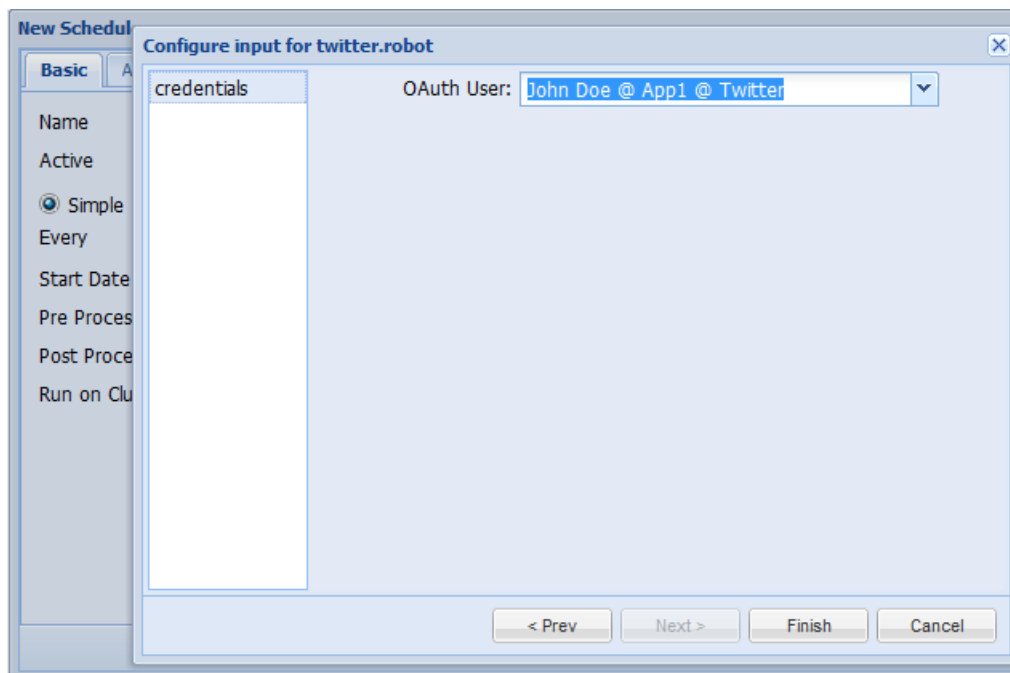 New Schedul
Configure input for twitter.robot
Basic
A
credentials
OAuth User: John Doe @ App1 @ Twitter
Name
Active
Simple
Every
Start Date
Pre Proces
Post Proce
Run on Clu
< Prev
Next >
Finish
Cancel